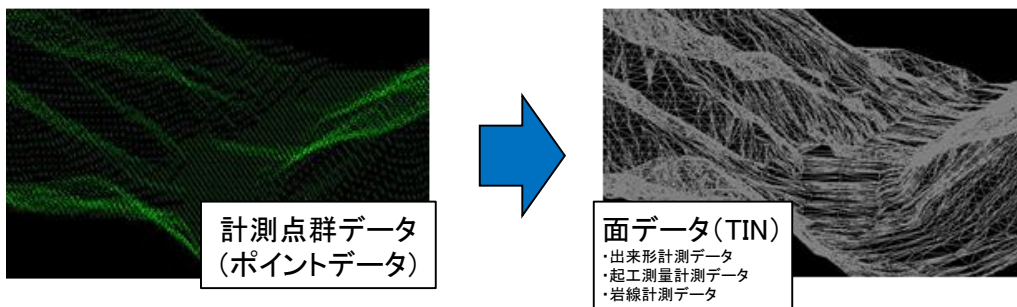 計測点群データ
(ポイントデータ)
面データ(TIN)
・出来形計測データ
・起工測量計測データ
・岩線計測データ